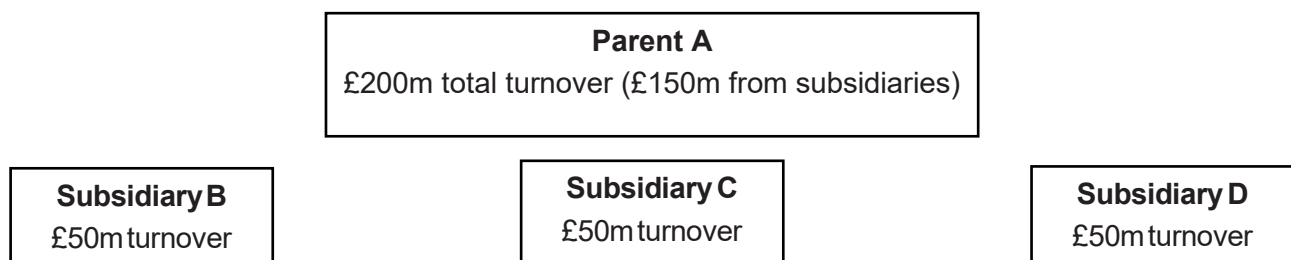 Parent A
£200m total turnover (£150m from subsidiaries)
Subsidiary B
£50m turnover
Subsidiary C
£50m turnover
Subsidiary D
£50m turnover